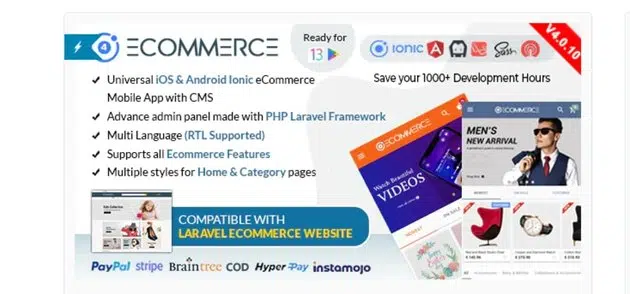 4 ECOMMERCE
Ready for
13
IONIC
Sass
V4.0.10
Save your 1000+ Development Hours
Universal iOS & Android Ionic eCommerce
Mobile App with CMS
Advance admin panel made with PHP Laravel Framework
Multi Language (RTL Supported)
Supports all Ecommerce Features
Multiple styles for Home & Category pages
COMPATIBLE WITH
LARAVEL ECOMMERCE WEBSITE
PayPal stripe Braintree COD Hyper Pay instamojo
ECOMMERCE
Watch Beautiful
VIDEOS
ECOMMERCE
MEN'S
NEW ARRIVAL